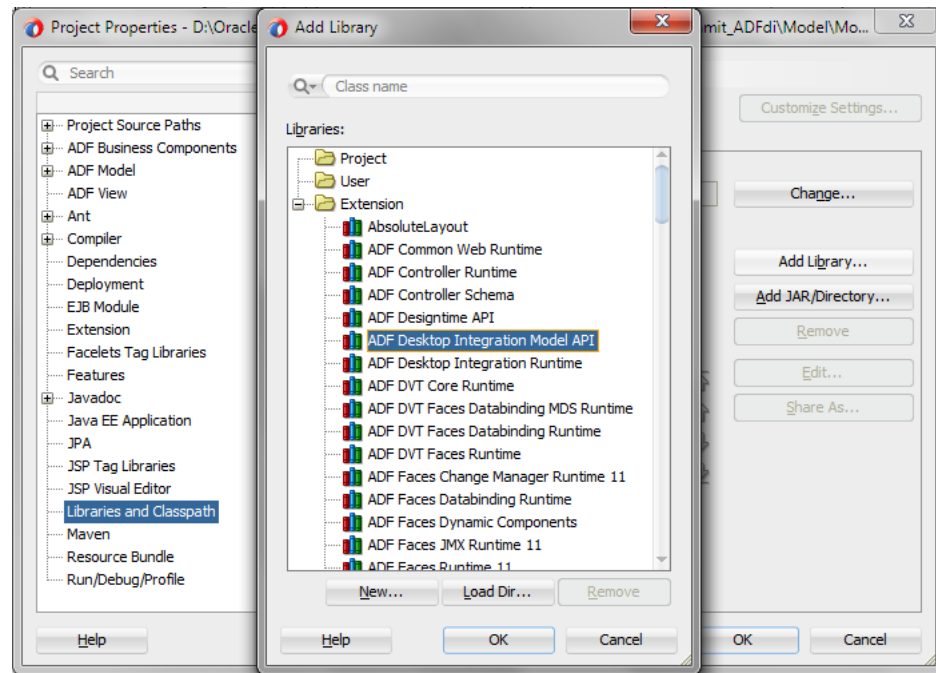 Project Properties - D:\Oracle
Search
Project Source Paths
ADF Business Components
ADF Model
ADF View
Ant
Compiler
Dependencies
Deployment
EJB Module
Extension
Facelets Tag Libraries
Features
Javadoc
Java EE Application
JPA
JSP Tag Libraries
JSP Visual Editor
Libraries and Classpath
Maven
Resource Bundle
Run/Debug/Profile
Help
Add Library
Class name
Libraries:
Project
User
Extension
AbsoluteLayout
ADF Common Web Runtime
ADF Controller Runtime
ADF Controller Schema
ADF Designtime API
ADF Desktop Integration Model API
ADF Desktop Integration Runtime
ADF DVT Core Runtime
ADF DVT Faces Databinding MDS Runtime
ADF DVT Faces Databinding Runtime
ADF DVT Faces Runtime
ADF Faces Change Manager Runtime 11
ADF Faces Databinding Runtime
ADF Faces Dynamic Components
ADF Faces JMX Runtime 11
ADF Faces Runtime 11
New... Load Dir... Remove
Help OK Cancel
mit_ADFdi\Model\Mo...
Customize Settings...
Change...
Add Library...
Add JAR/Directory...
Remove
Edit...
Share As...
OK Cancel